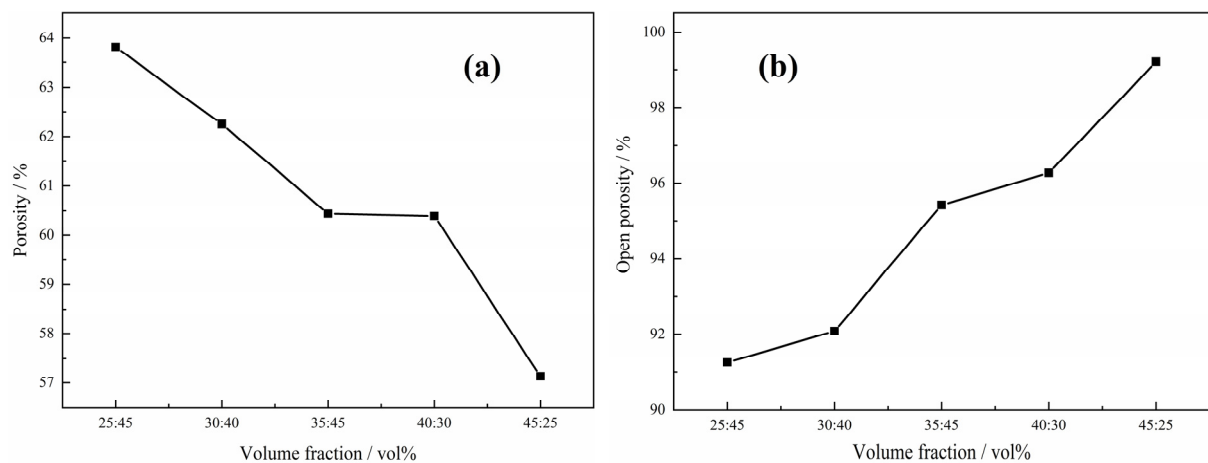 (a)
Porosity / %
64
63
62
61
60
59
58
57
25:45 30:40 35:45 40:30 45:25
Volume fraction / vol%
(b)
Open porosity / %
100
98
96
94
92
90
25:45 30:40 35:45 40:30 45:25
Volume fraction / vol%